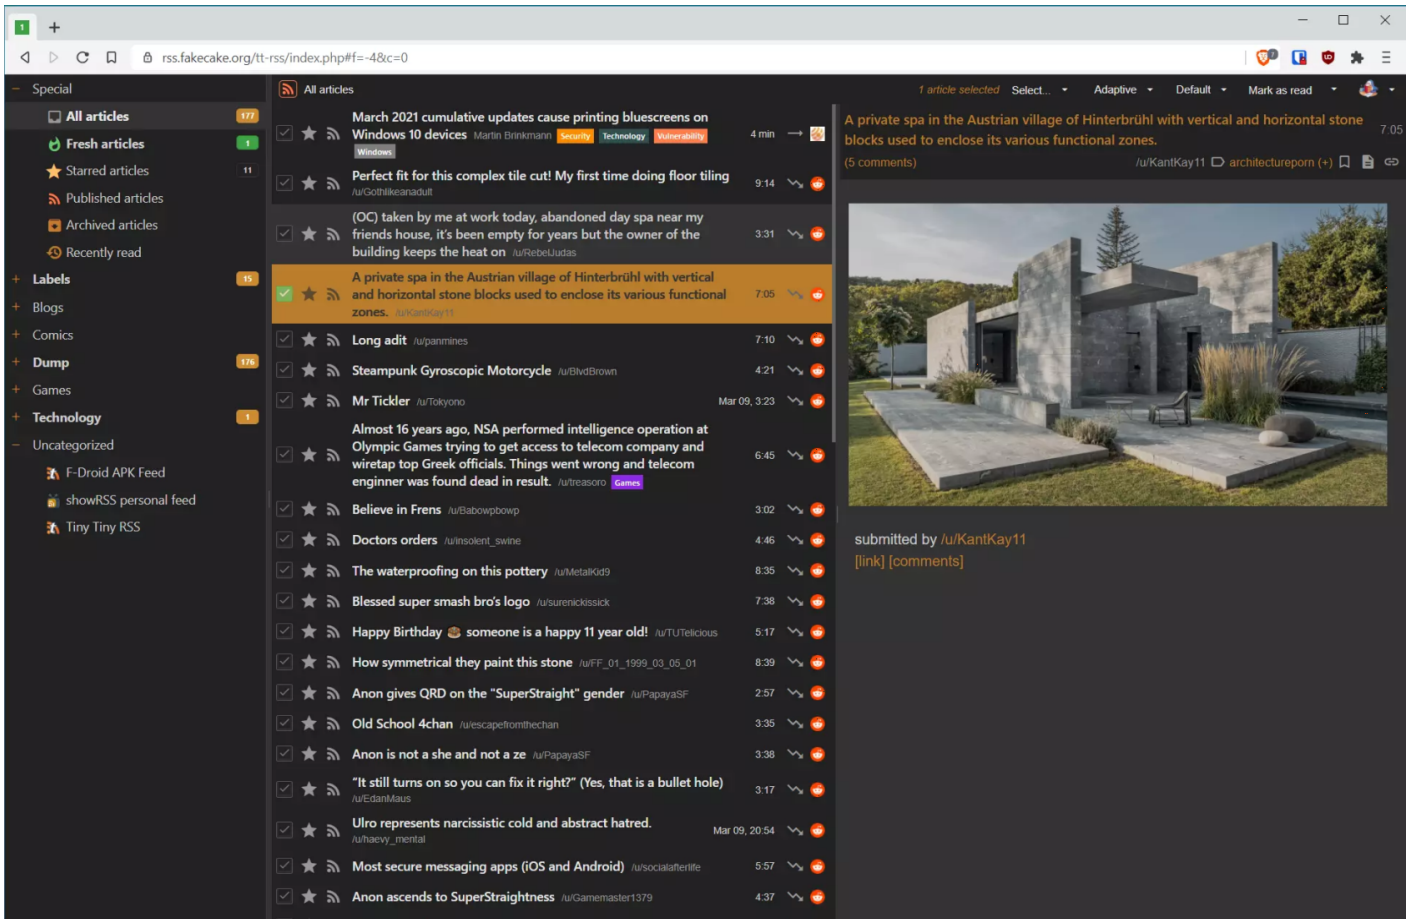 1
rss.fakecake.org/tt-rss/index.php#f=-4&c=0
7
Special
All articles 177
Fresh articles 1
Starred articles 11
Published articles
Archived articles
Recently read
Labels 15
Blogs
Comics
Dump 176
Games
Technology 1
Uncategorized
F-Droid APK Feed
showRSS personal feed
Tiny Tiny RSS
All articles
1 article selected Select... Adaptive Default Mark as read
March 2021 cumulative updates cause printing bluescreens on
Windows 10 devices Martin Brinkmann Security Technology Vulnerability 4 min
Windows
Perfect fit for this complex tile cut! My first time doing floor tiling 9:14
/u/Gothlikeanadult
(OC) taken by me at work today, abandoned day spa near my
friends house, it's been empty for years but the owner of the 3:31
building keeps the heat on /u/RebelJudas
A private spa in the Austrian village of Hinterbrühl with vertical
and horizontal stone blocks used to enclose its various functional 7:05
zones. /u/KantKay11
Long adit /u/panmines 7:10
Steampunk Gyroscopic Motorcycle /u/BlvdBrown 4:21
Mr Tickler /u/Tokyono Mar 09, 3:23
Almost 16 years ago, NSA performed intelligence operation at
Olympic Games trying to get access to telecom company and
wiretap top Greek officials. Things went wrong and telecom 6:45
enginner was found dead in result. /u/treasoro Games
Believe in Frens /u/Babowpbowp 3:02
Doctors orders /u/insolent_swine 4:46
The waterproofing on this pottery /u/MetalKid9 8:35
Blessed super smash bro's logo /u/surenickissick 7:38
Happy Birthday 🎂 someone is a happy 11 year old! /u/TUTelicious 5:17
How symmetrical they paint this stone /u/FF_01_1999_03_05_01 8:39
Anon gives QRD on the "SuperStraight" gender /u/PapayaSF 2:57
Old School 4chan /u/escapefromthechan 3:35
Anon is not a she and not a ze /u/PapayaSF 3:38
“It still turns on so you can fix it right?” (Yes, that is a bullet hole) 3:17
/u/EdanMaus
Ulro represents narcissistic cold and abstract hatred. Mar 09, 20:54
/u/haevy_mental
Most secure messaging apps (iOS and Android) /u/socialafterlife 5:57
Anon ascends to SuperStraightness /u/Gamemaster1379 4:37
A private spa in the Austrian village of Hinterbrühl with vertical and horizontal stone 7:05
blocks used to enclose its various functional zones.
(5 comments) /u/KantKay11 architectureporn (+)
submitted by /u/KantKay11
[link] [comments]